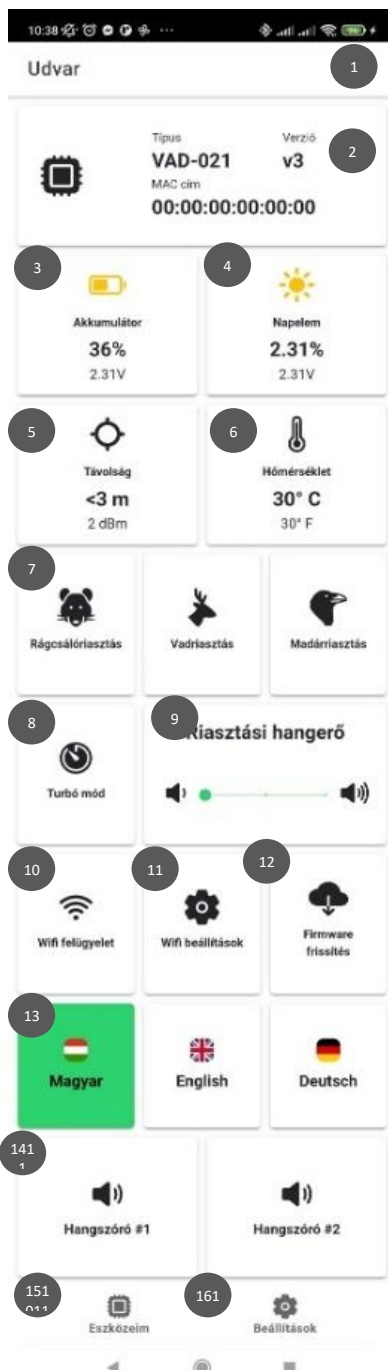 10:38 ...
Udvar
1
Típus Verzió
VAD-021 v3
2
MAC cím
00:00:00:00:00:00
3 4
Akkumulátor Napelem
36% 2.31%
2.31V 2.31V
5 6
Távolság Hőmérséklet
<3 m 30° C
2 dBm 30° F
7
Rágcsálóriasztás Vadriasztás Madárriasztás
8 9
Riasztási hangerő
Turbó mód
10 11 12
Wifi felügyelet Wifi beállítások Firmware
frissítés
13
Magyar English Deutsch
141
Hangszóró #1 Hangszóró #2
151 161
011
Eszközeim Beállítások